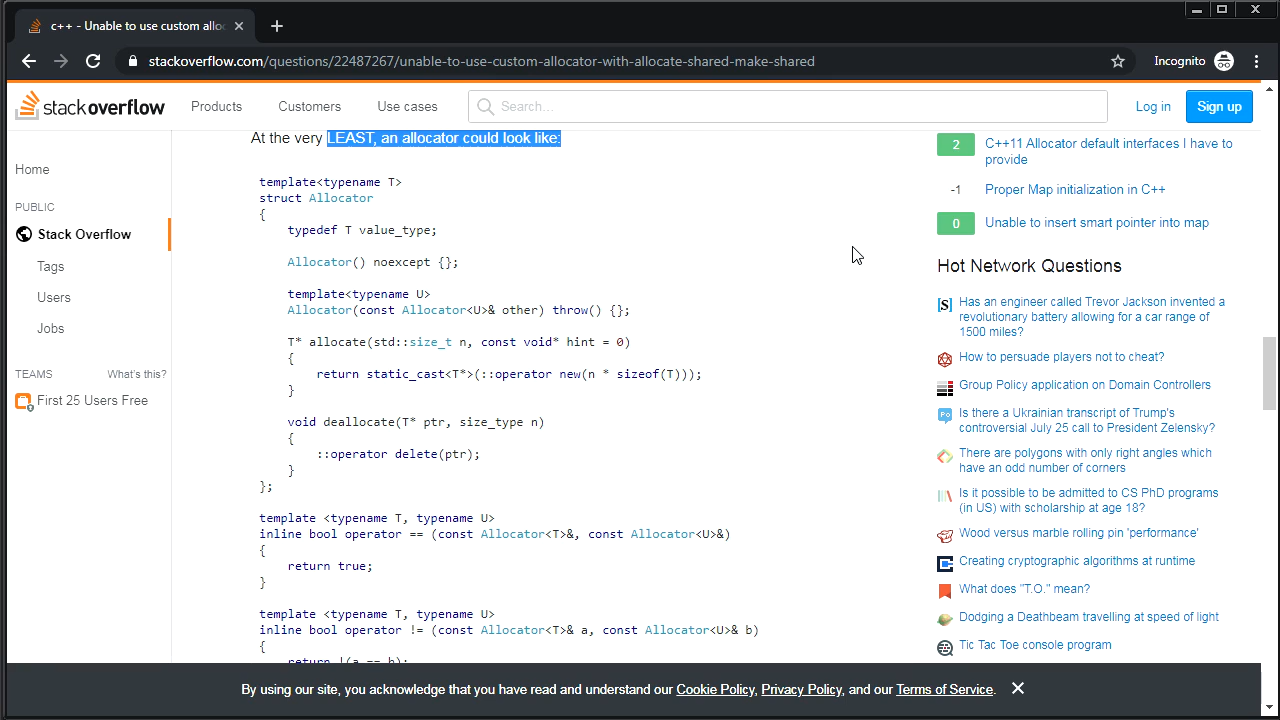 c++ - Unable to use custom alloc
stackoverflow.com/questions/22487267/unable-to-use-custom-allocator-with-allocate-shared-make-shared
Incognito
stackoverflow
Products
Customers
Use cases
Search...
Log in
Sign up
Home
PUBLIC
Stack Overflow
Tags
Users
Jobs
TEAMS
What's this?
First 25 Users Free
At the very LEAST, an allocator could look like:
template<typename T>
struct Allocator
{
typedef T value_type;
Allocator() noexcept {};
template<typename U>
Allocator(const Allocator<U>& other) throw() {};
T* allocate(std::size_t n, const void* hint = 0)
{
return static_cast<T*>(::operator new(n * sizeof(T)));
}
void deallocate(T* ptr, size_type n)
{
::operator delete(ptr);
}
};
template <typename T, typename U>
inline bool operator == (const Allocator<T>&, const Allocator<U>&)
{
return true;
}
template <typename T, typename U>
inline bool operator != (const Allocator<T>& a, const Allocator<U>& b)
{
return !(a == b);
2
C++11 Allocator default interfaces I have to
provide
-1
Proper Map initialization in C++
0
Unable to insert smart pointer into map
Hot Network Questions
Has an engineer called Trevor Jackson invented a
revolutionary battery allowing for a car range of
1500 miles?
How to persuade players not to cheat?
Group Policy application on Domain Controllers
Is there a Ukrainian transcript of Trump's
controversial July 25 call to President Zelensky?
There are polygons with only right angles which
have an odd number of corners
Is it possible to be admitted to CS PhD programs
(in US) with scholarship at age 18?
Wood versus marble rolling pin 'performance'
Creating cryptographic algorithms at runtime
What does "T.O." mean?
Dodging a Deathbeam travelling at speed of light
Tic Tac Toe console program
By using our site, you acknowledge that you have read and understand our Cookie Policy, Privacy Policy, and our Terms of Service.